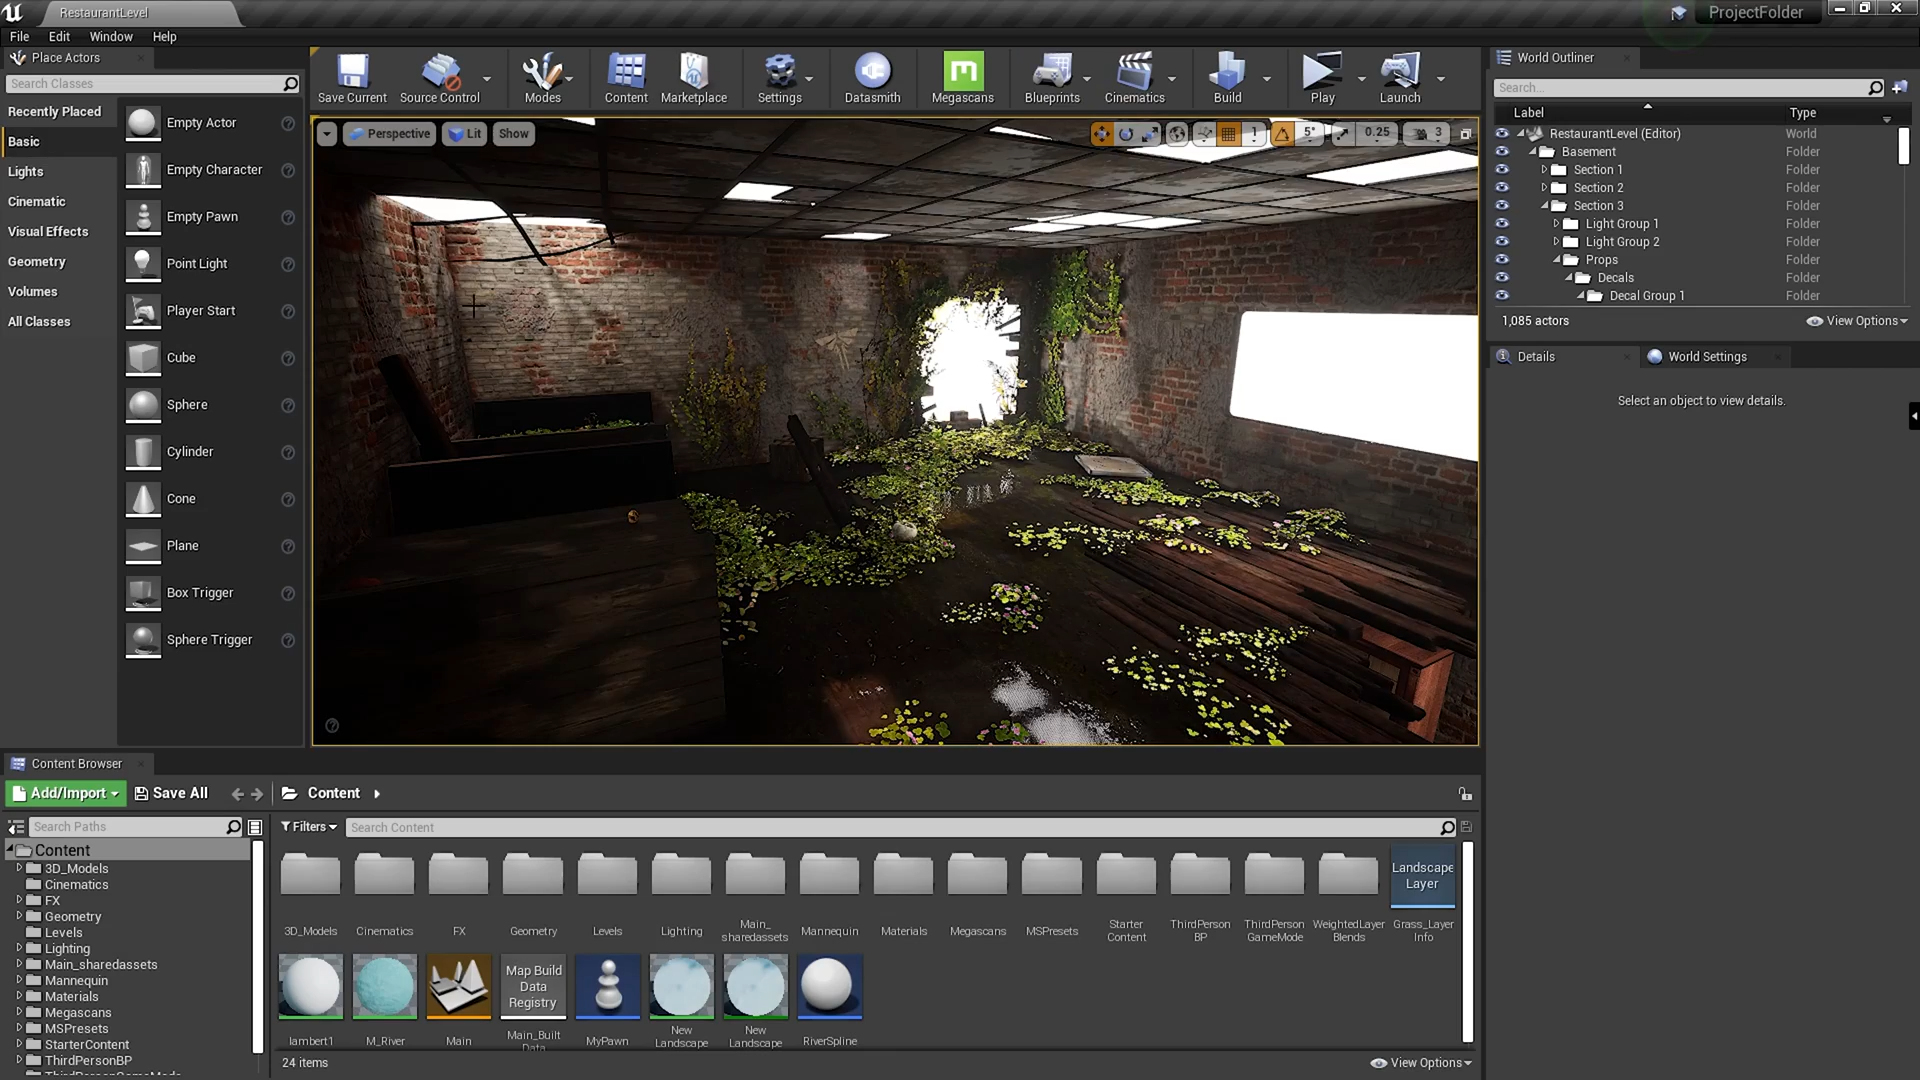 RestaurantLevel
ProjectFolder
File Edit Window Help
Place Actors
Search Classes
Recently Placed
Basic
Lights
Cinematic
Visual Effects
Geometry
Volumes
All Classes
Empty Actor
Empty Character
Empty Pawn
Point Light
Player Start
Cube
Sphere
Cylinder
Cone
Plane
Box Trigger
Sphere Trigger
Save Current
Source Control
Modes
Content
Marketplace
Settings
Datasmith
Megascans
Blueprints
Cinematics
Build
Play
Launch
Perspective Lit Show
1 5° 0.25 3
World Outliner
Search...
Label Type
RestaurantLevel (Editor) World
Basement Folder
Section 1 Folder
Section 2 Folder
Section 3 Folder
Light Group 1 Folder
Light Group 2 Folder
Props Folder
Decals Folder
Decal Group 1 Folder
1,085 actors View Options
Details World Settings
Select an object to view details.
Content Browser
Add/Import Save All Content
Search Paths
Content
3D_Models
Cinematics
FX
Geometry
Levels
Lighting
Main_sharedassets
Mannequin
Materials
Megascans
MSPresets
StarterContent
ThirdPersonBP
ThirdPersonGameMode
Filters Search Content
Landscape
Layer
3D_Models
Cinematics
FX
Geometry
Levels
Lighting
Main_
sharedassets
Mannequin
Materials
Megascans
MSPresets
Starter
Content
ThirdPerson
BP
ThirdPerson
GameMode
WeightedLayer
Blends
Grass_Layer
Info
Map Build
Data
Registry
lambert1
M_River
Main
Main_Built
Data
MyPawn
New
Landscape
New
Landscape
RiverSpline
24 items View Options